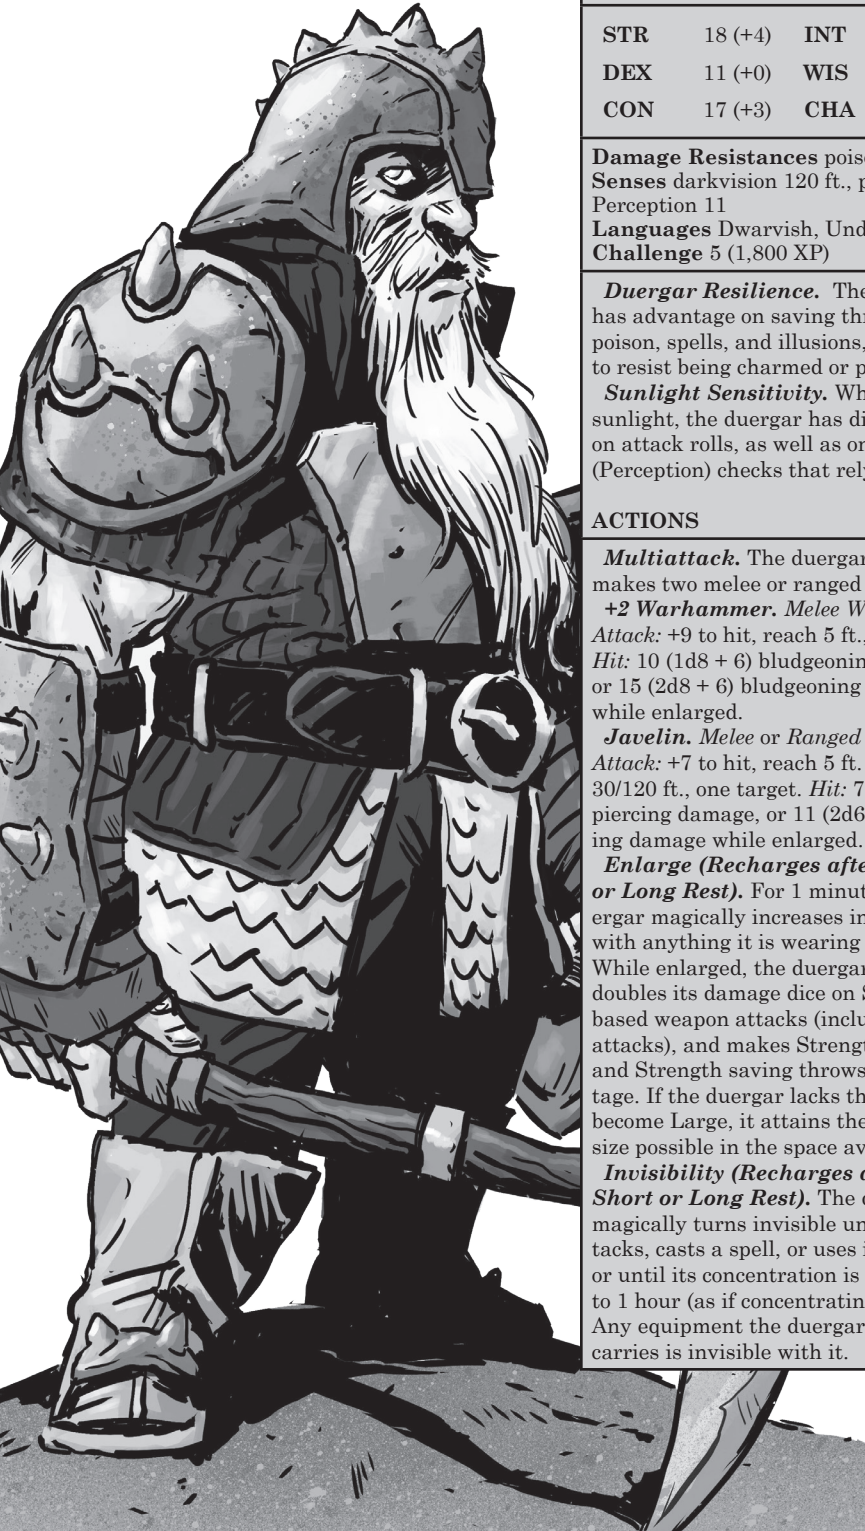 STR 18 (+4) INT
DEX 11 (+0) WIS
CON 17 (+3) CHA
Damage Resistances
Senses darkvision 120 ft.,
Perception 11
Languages Dwarvish,
Challenge 5 (1,800 XP)
Duergar Resilience. The
has advantage on saving
poison, spells, and illusions,
to resist being charmed or
Sunlight Sensitivity.
sunlight, the duergar has
on attack rolls, as well as
(Perception) checks that
ACTIONS
Multiattack. The duergar
makes two melee or ranged
+2 Warhammer. Melee
Attack: +9 to hit, reach 5 ft.,
Hit: 10 (1d8 + 6)
or 15 (2d8 + 6) bludgeoning
while enlarged.
Javelin. Melee or Ranged
Attack: +7 to hit, reach 5 ft.
30/120 ft., one target. Hit: 7
piercing damage, or 11 (2d6
ing damage while enlarged.
Enlarge (Recharges
or Long Rest). For 1
ergar magically increases in
with anything it is wearing
While enlarged, the duergar
doubles its damage dice on
based weapon attacks
attacks), and makes
and Strength saving throws
tage. If the duergar lacks
become Large, it attains the
size possible in the space
Invisibility (Recharges
Short or Long Rest). The
magically turns invisible
tacks, casts a spell, or uses
or until its concentration is
to 1 hour (as if
Any equipment the duergar
carries is invisible with it.